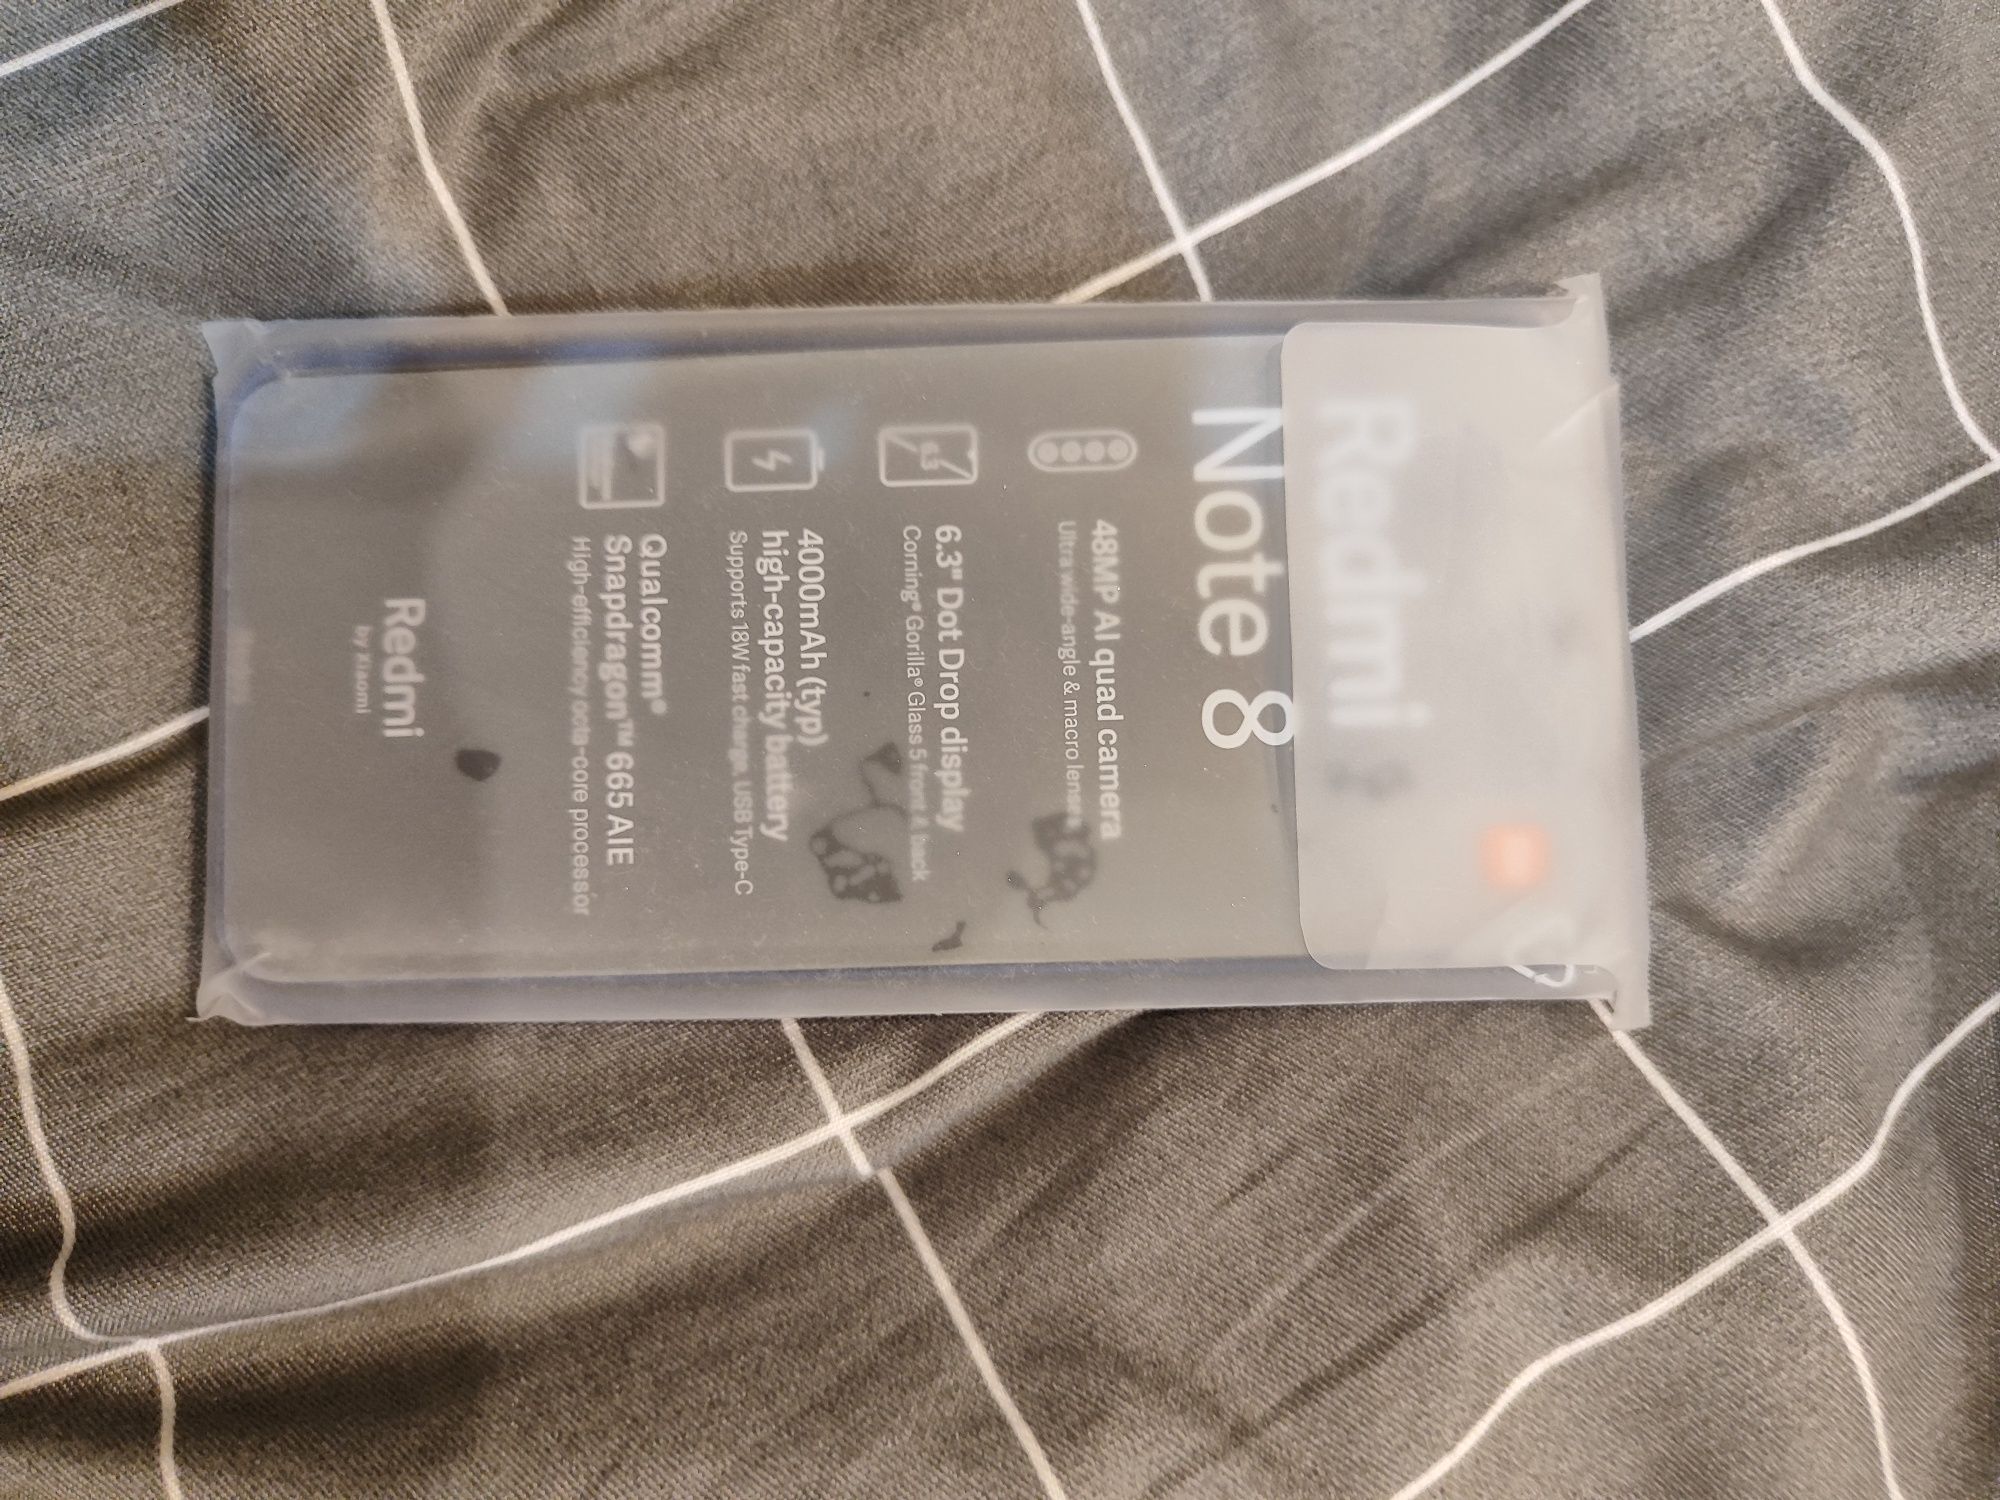 Redmi
Note 8
48MP AI quad camera
Ultra wide-angle & macro lenses
6.3
6.3" Dot Drop display
Corning® Gorilla® Glass 5 front & back
4000mAh (typ)
high-capacity battery
Supports 18W fast charge, USB Type-C
Qualcomm®
Snapdragon™ 665 AIE
High-efficiency octa-core processor
Redmi
by Xiaomi